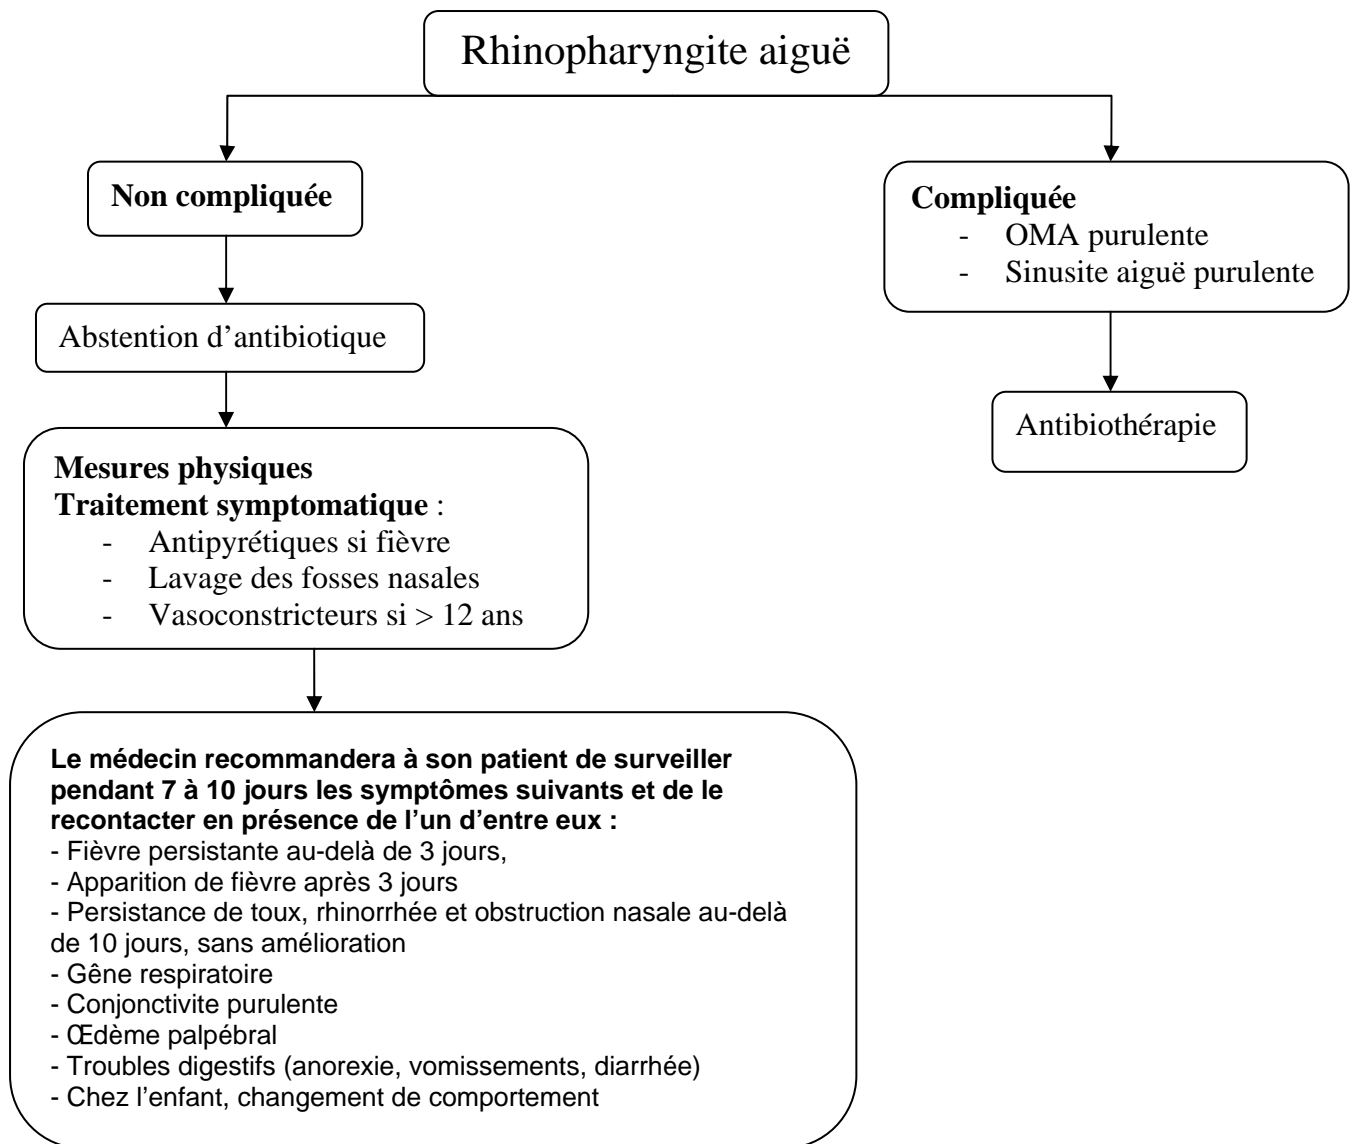 Rhinopharyngite aiguë
Non compliquée
Compliquée
- OMA purulente
- Sinusite aiguë purulente
Abstention d’antibiotique
Antibiothérapie
Mesures physiques
Traitement symptomatique :
- Antipyrétiques si fièvre
- Lavage des fosses nasales
- Vasoconstricteurs si > 12 ans
Le médecin recommandera à son patient de surveiller
pendant 7 à 10 jours les symptômes suivants et de le
recontacter en présence de l’un d’entre eux :
- Fièvre persistante au-delà de 3 jours,
- Apparition de fièvre après 3 jours
- Persistance de toux, rhinorrhée et obstruction nasale au-delà
de 10 jours, sans amélioration
- Gêne respiratoire
- Conjonctivite purulente
- Œdème palpébral
- Troubles digestifs (anorexie, vomissements, diarrhée)
- Chez l’enfant, changement de comportement